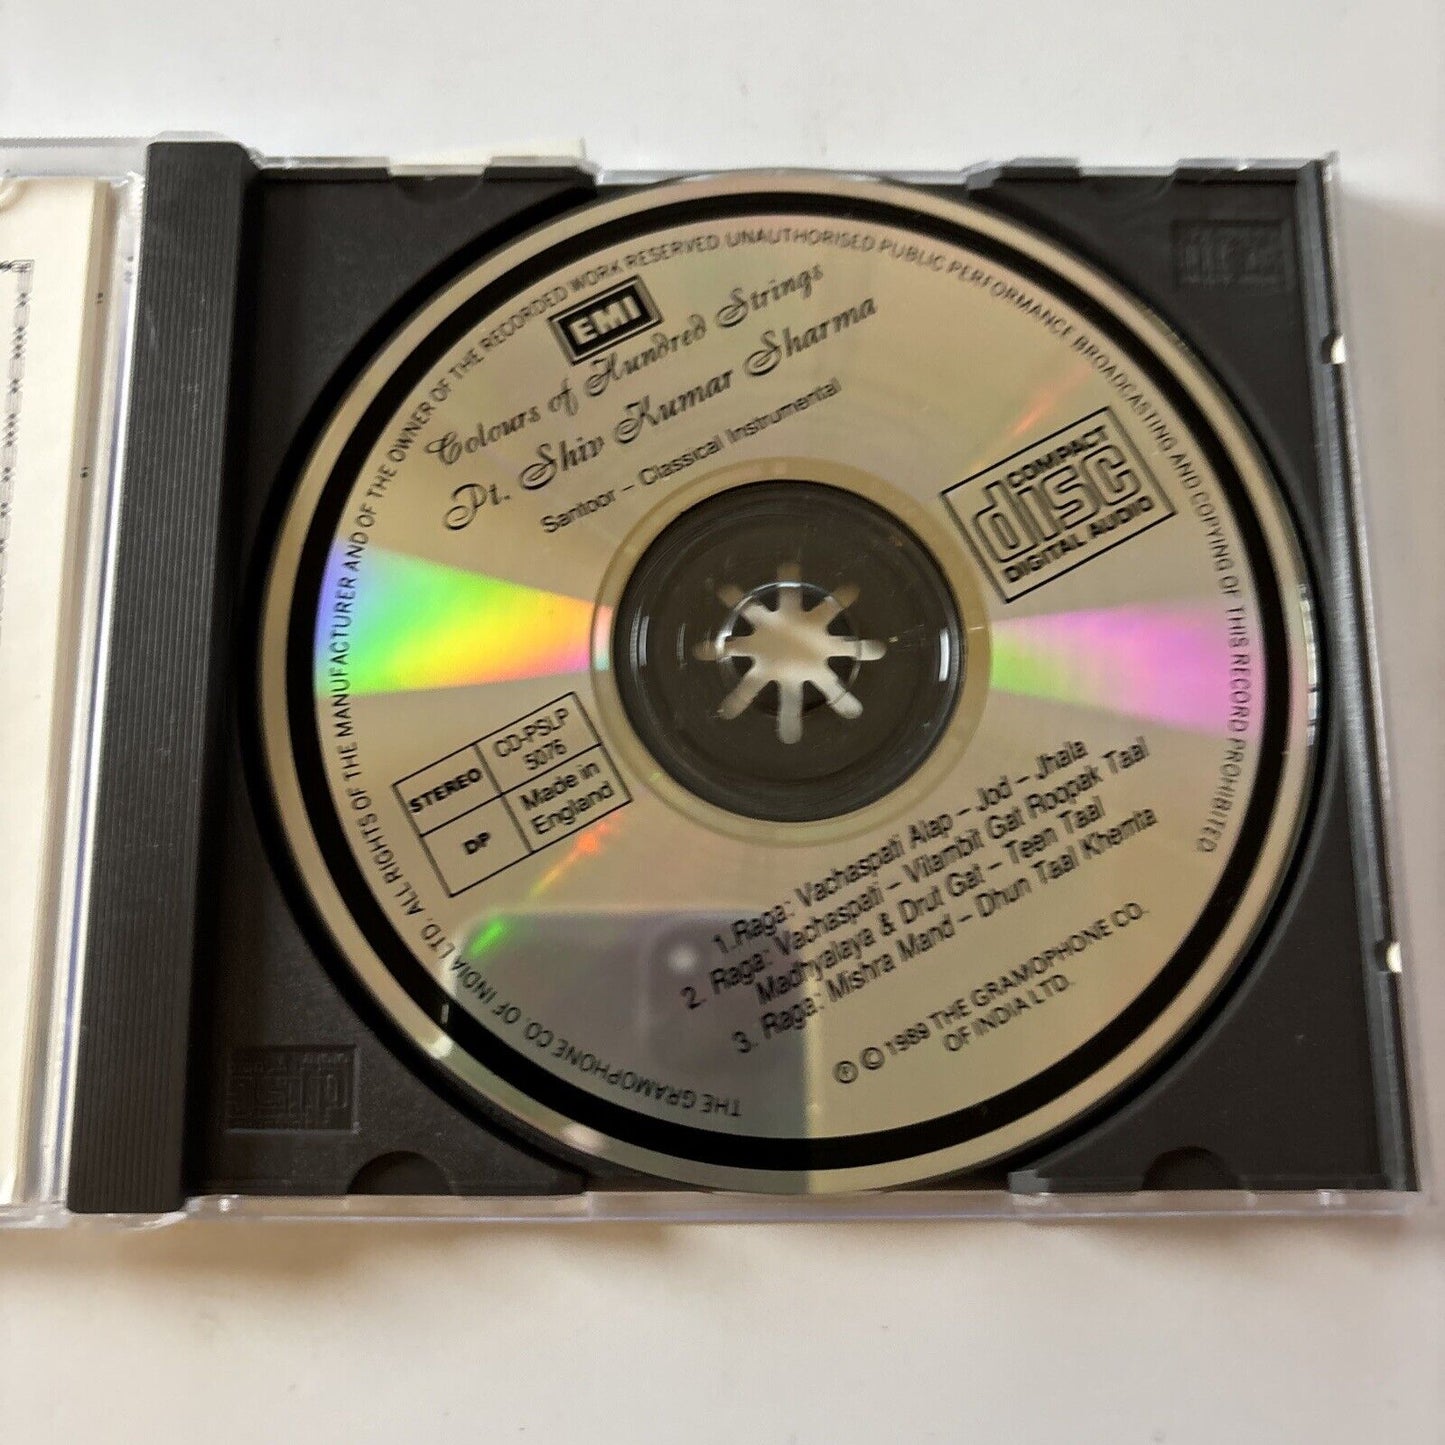 THE GRAMOPHONE CO. OF INDIA LTD. ALL RIGHTS OF THE MANUFACTURER AND OF THE OWNER OF THE RECORDED WORK RESERVED. UNAUTHORISED PUBLIC PERFORMANCE BROADCASTING AND COPYING OF THIS RECORD PROHIBITED
EMI
Colours of Hundred Strings
Pt. Shiv Kumar Sharma
Santoor – Classical Instrumental
COMPACT
disc
DIGITAL AUDIO
STEREO
CD-PSLP
5076
DP
Made in
England
1.Raga: Vachaspati Alap – Jod – Jhala
2. Raga: Vachaspati – Vilambit Gat Roopak Taal
Madhyalaya & Drut Gat – Teen Taal
3. Raga: Mishra Mand – Dhun Taal Khemta
℗ © 1989 THE GRAMOPHONE CO.
OF INDIA LTD.
disc
disc